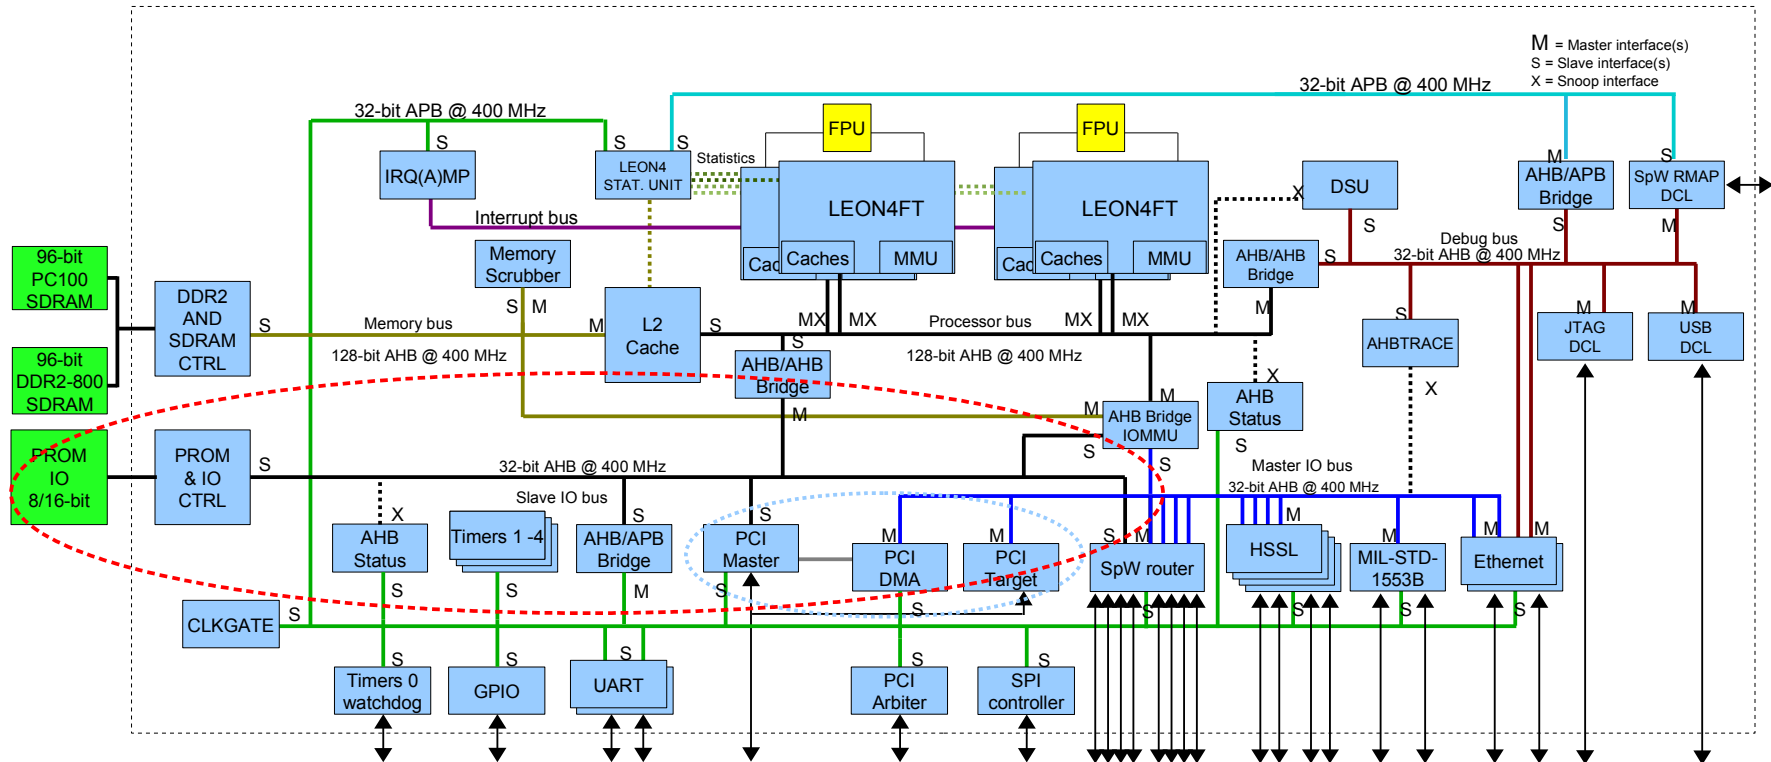 M = Master interface(s)
S = Slave interface(s)
X = Snoop interface
32-bit APB @ 400 MHz
32-bit APB @ 400 MHz
FPU
FPU
S
S
S
Statistics
M
S
IRQ(A)MP
LEON4
STAT. UNIT
LEON4FT
LEON4FT
X
DSU
AHB/APB
Bridge
SpW RMAP
DCL
Interrupt bus
S
S
M
Debug bus
32-bit AHB @ 400 MHz
96-bit
PC100
SDRAM
Memory
Scrubber
Cac
Caches
MMU
Cac
Caches
MMU
AHB/AHB
Bridge
S
DDR2
AND
SDRAM
CTRL
S
M
S
Memory bus
M
L2
Cache
S
MX
MX
Processor bus
MX
MX
S
M
M
128-bit AHB @ 400 MHz
128-bit AHB @ 400 MHz
AHBTRACE
JTAG
DCL
USB
DCL
96-bit
DDR2-800
SDRAM
S
AHB/AHB
Bridge
M
X
AHB
Status
S
X
M
M
AHB Bridge
IOMMU
S
S
PROM
IO
8/16-bit
PROM
& IO
CTRL
S
32-bit AHB @ 400 MHz
Slave IO bus
Master IO bus
32-bit AHB @ 400 MHz
X
S
S
M
M
S
M
M
M
M
M
AHB
Status
Timers 1 -4
AHB/APB
Bridge
PCI
Master
PCI
DMA
PCI
Target
SpW router
HSSL
MIL-STD-
1553B
Ethernet
S
S
M
S
S
S
S
S
S
CLKGATE
S
S
S
S
S
S
Timers 0
watchdog
GPIO
UART
PCI
Arbiter
SPI
controller